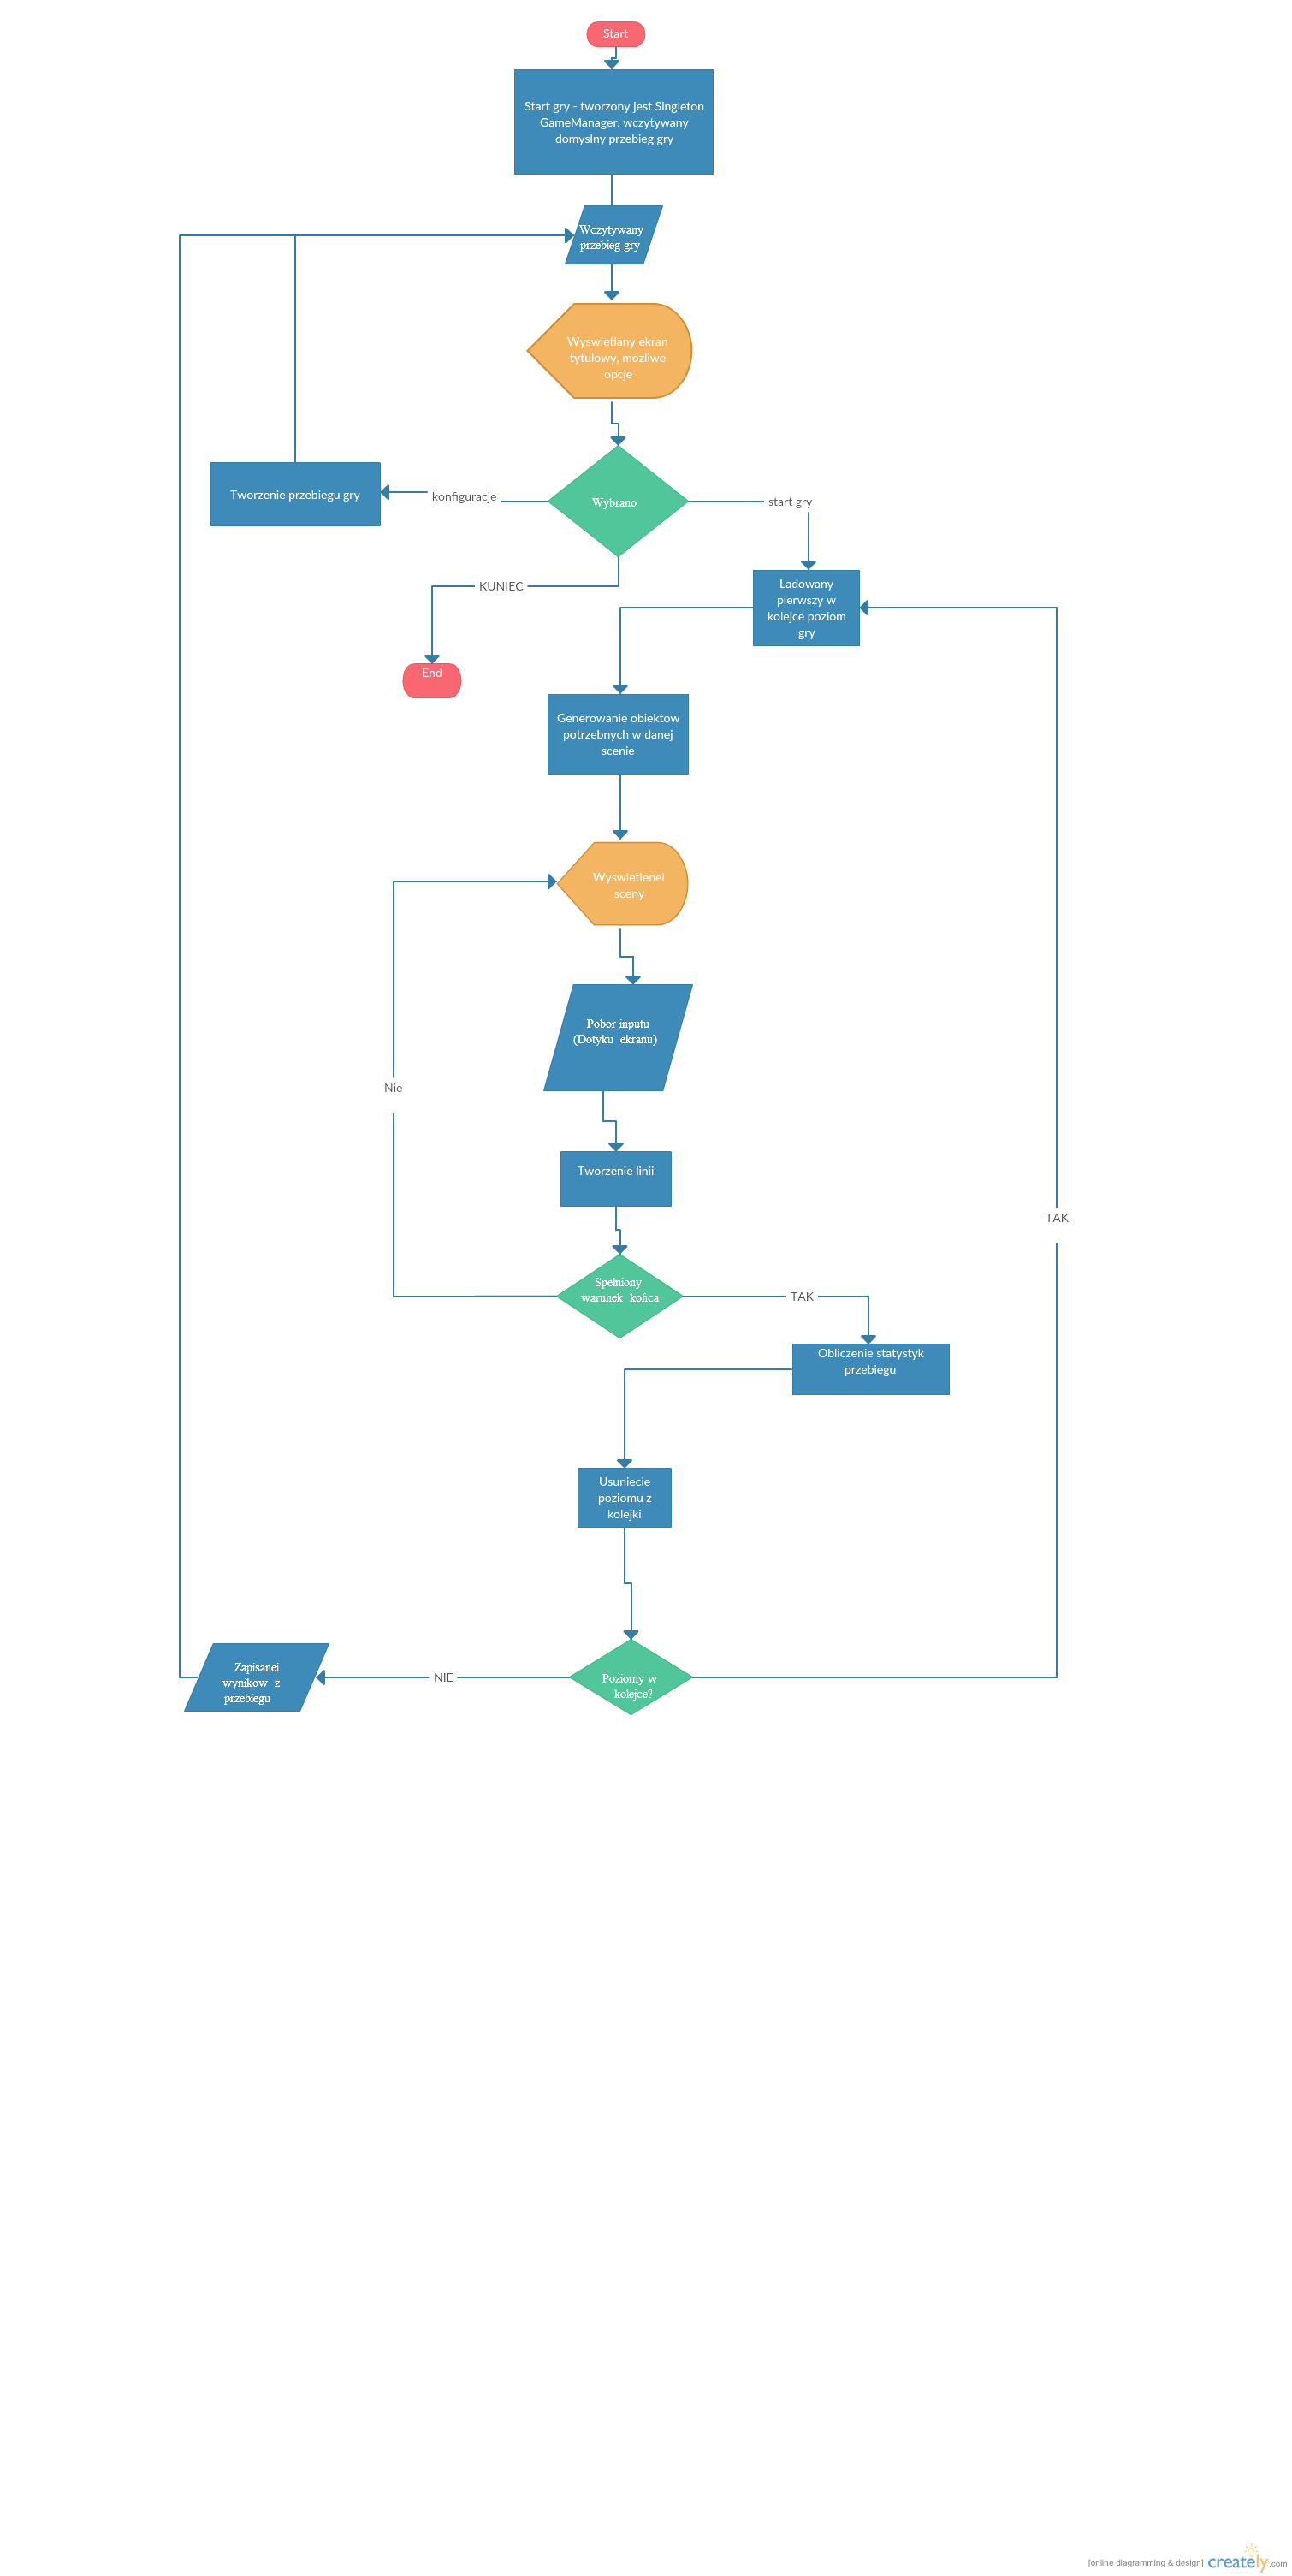 Start
Start gry - tworzony jest Singleton
GameManager, wczytywany
domyslny przebieg gry
Wczytywany
przebieg gry
Wyswietlany ekran
tytulowy, mozliwe
opcje
Tworzenie przebiegu gry
konfiguracje
Wybrano
start gry
KUNIEC
Ladowany
pierwszy w
kolejce poziom
gry
End
Generowanie obiektow
potrzebnych w danej
scenie
Wyswietlenei
sceny
Pobor inputu
(Dotyku ekranu)
Nie
Tworzenie linii
TAK
Spełniony
warunek końca
TAK
Obliczenie statystyk
przebiegu
Usuniecie
poziomu z
kolejki
Zapisanei
wynikow z
przebiegu
NIE
Poziomy w
kolejce?
[online diagramming & design] creately.com